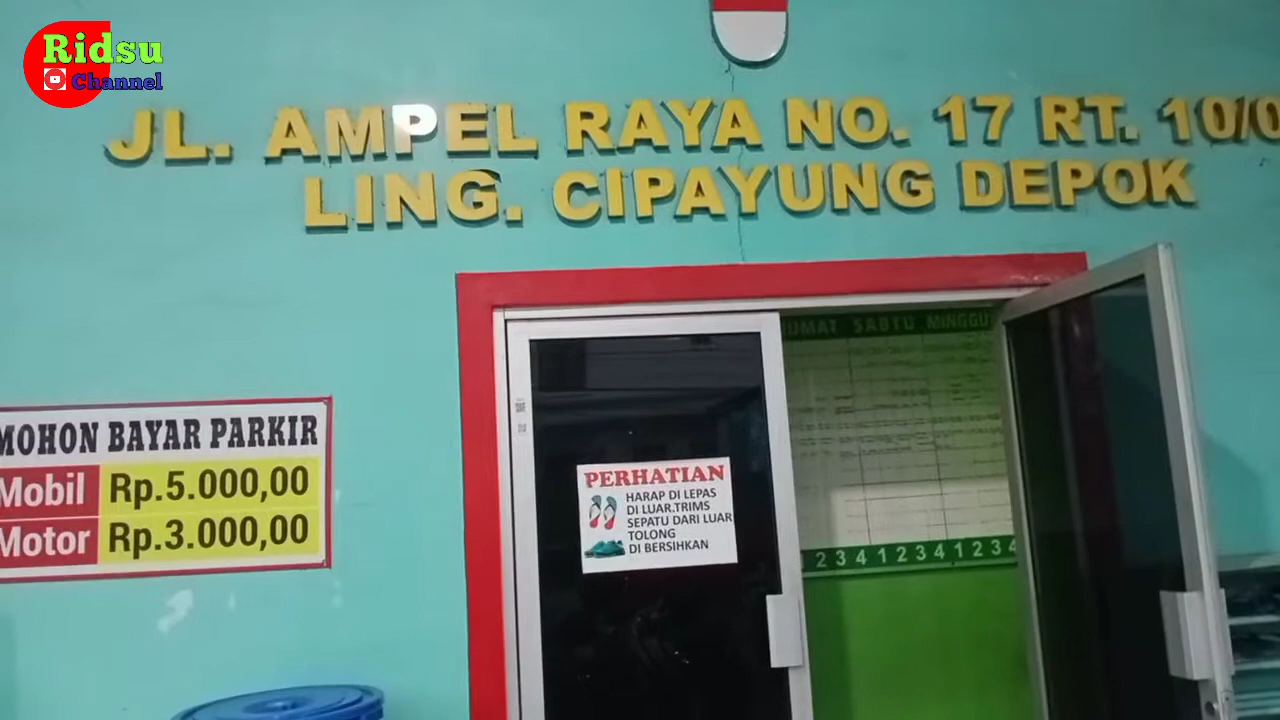 Ridsu
Channel
JL. AMPEL RAYA NO. 17 RT. 10/0
LING. CIPAYUNG DEPOK
MOHON BAYAR PARKIR
Mobil Rp.5.000,00
Motor Rp.3.000,00
PERHATIAN
HARAP DI LEPAS
DI LUAR.TRIMS
SEPATU DARI LUAR
TOLONG
DI BERSIHKAN
UMAT SABTU MINGGU
2 3 4 1 2 3 4 1 2 3 4